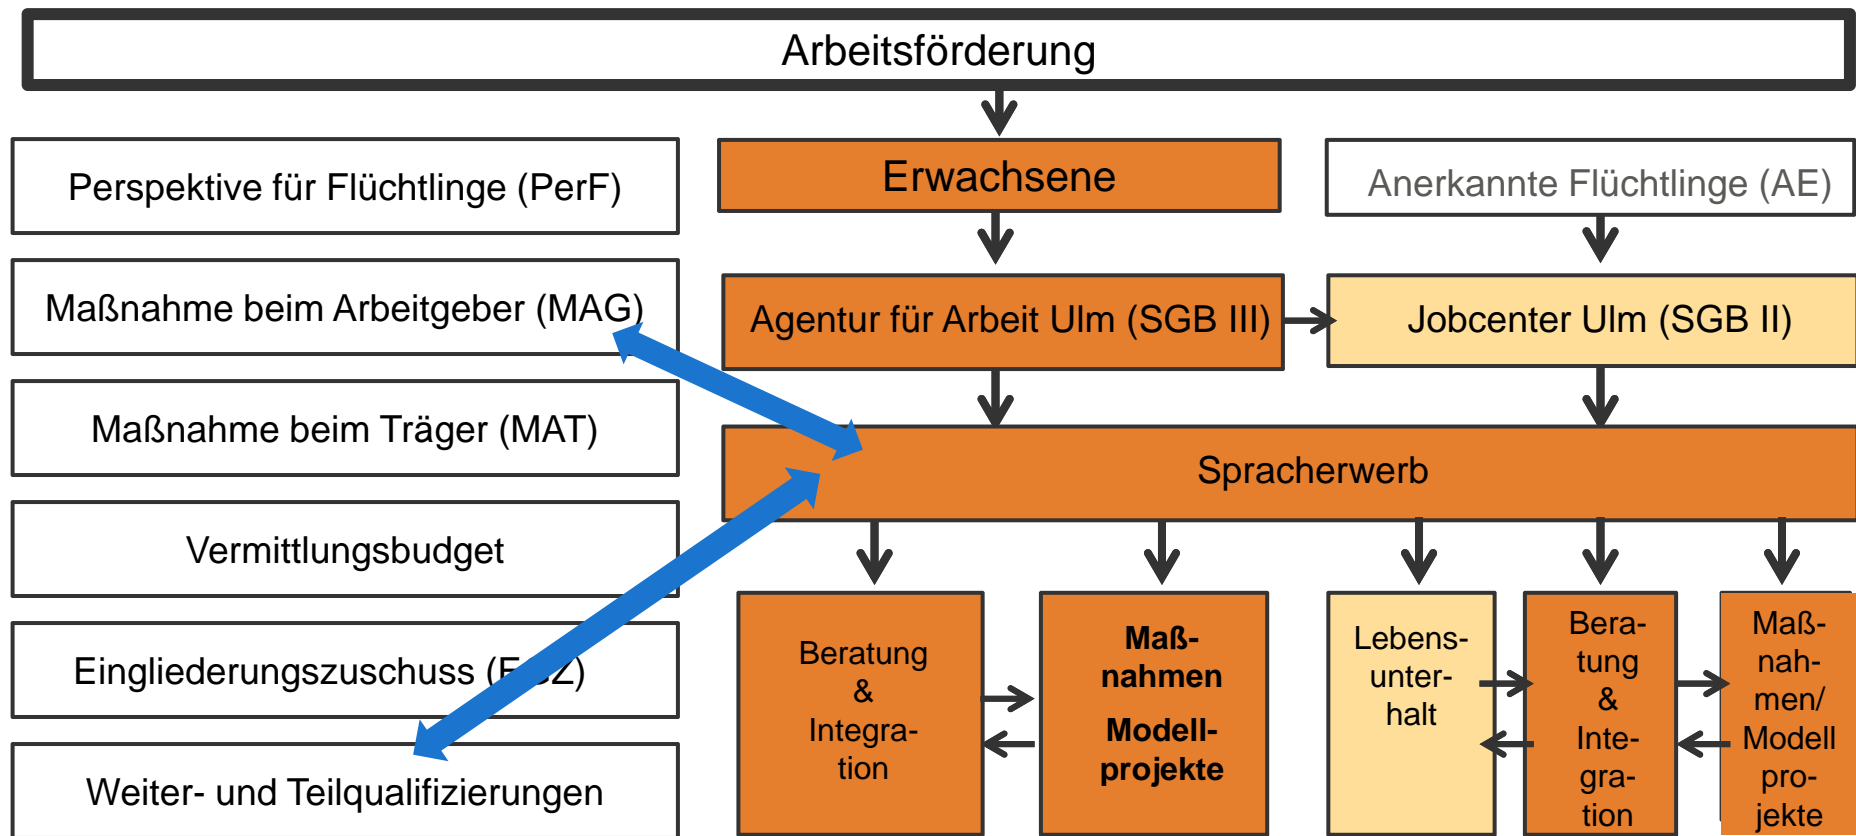 Arbeitsförderung
Perspektive für Flüchtlinge (PerF)
Erwachsene
Anerkannte Flüchtlinge (AE)
Maßnahme beim Arbeitgeber (MAG)
Agentur für Arbeit Ulm (SGB III)
Jobcenter Ulm (SGB II)
Maßnahme beim Träger (MAT)
Spracherwerb
Vermittlungsbudget
Eingliederungszuschuss
Weiter- und Teilqualifizierungen
Beratung
&
Integra-
tion
Maß-
nahmen
Modell-
projekte
Lebens-
unter-
halt
Bera-
tung
&
Inte-
gra-
tion
Maß-
nah-
men/
Modell
pro-
jekte